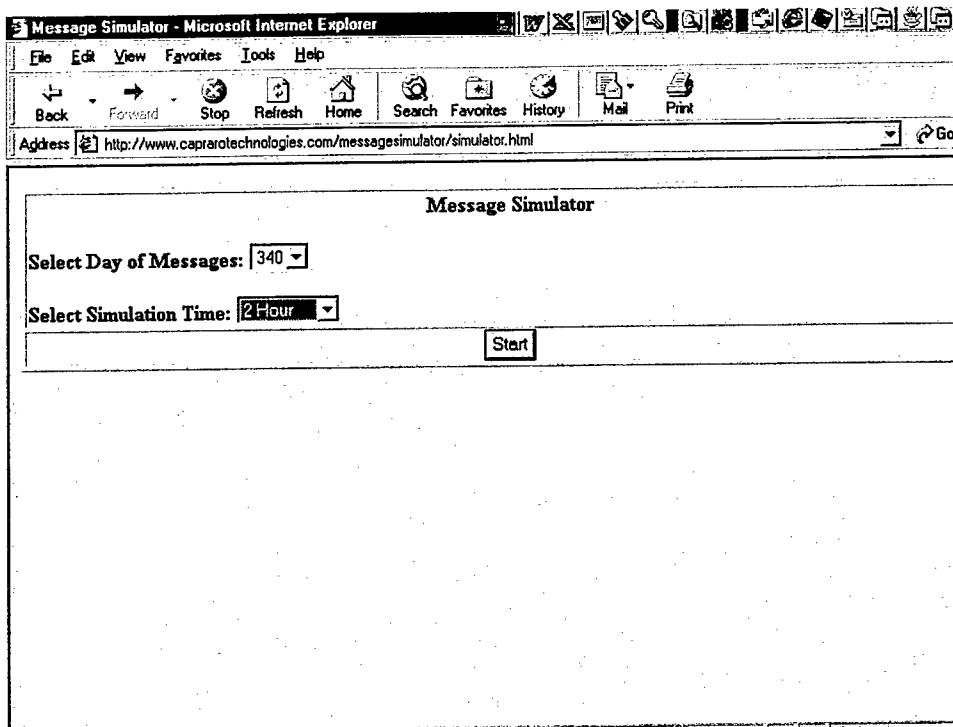 Message Simulator - Microsoft Internet Explorer
File Edit View Favorites Tools Help
Back Forward Stop Refresh Home Search Favorites History Mail Print
Address http://www.caprarotechnologies.com/messagesimulator/simulator.html Go
Message Simulator
Select Day of Messages: 340
Select Simulation Time: 2 Hour
Start